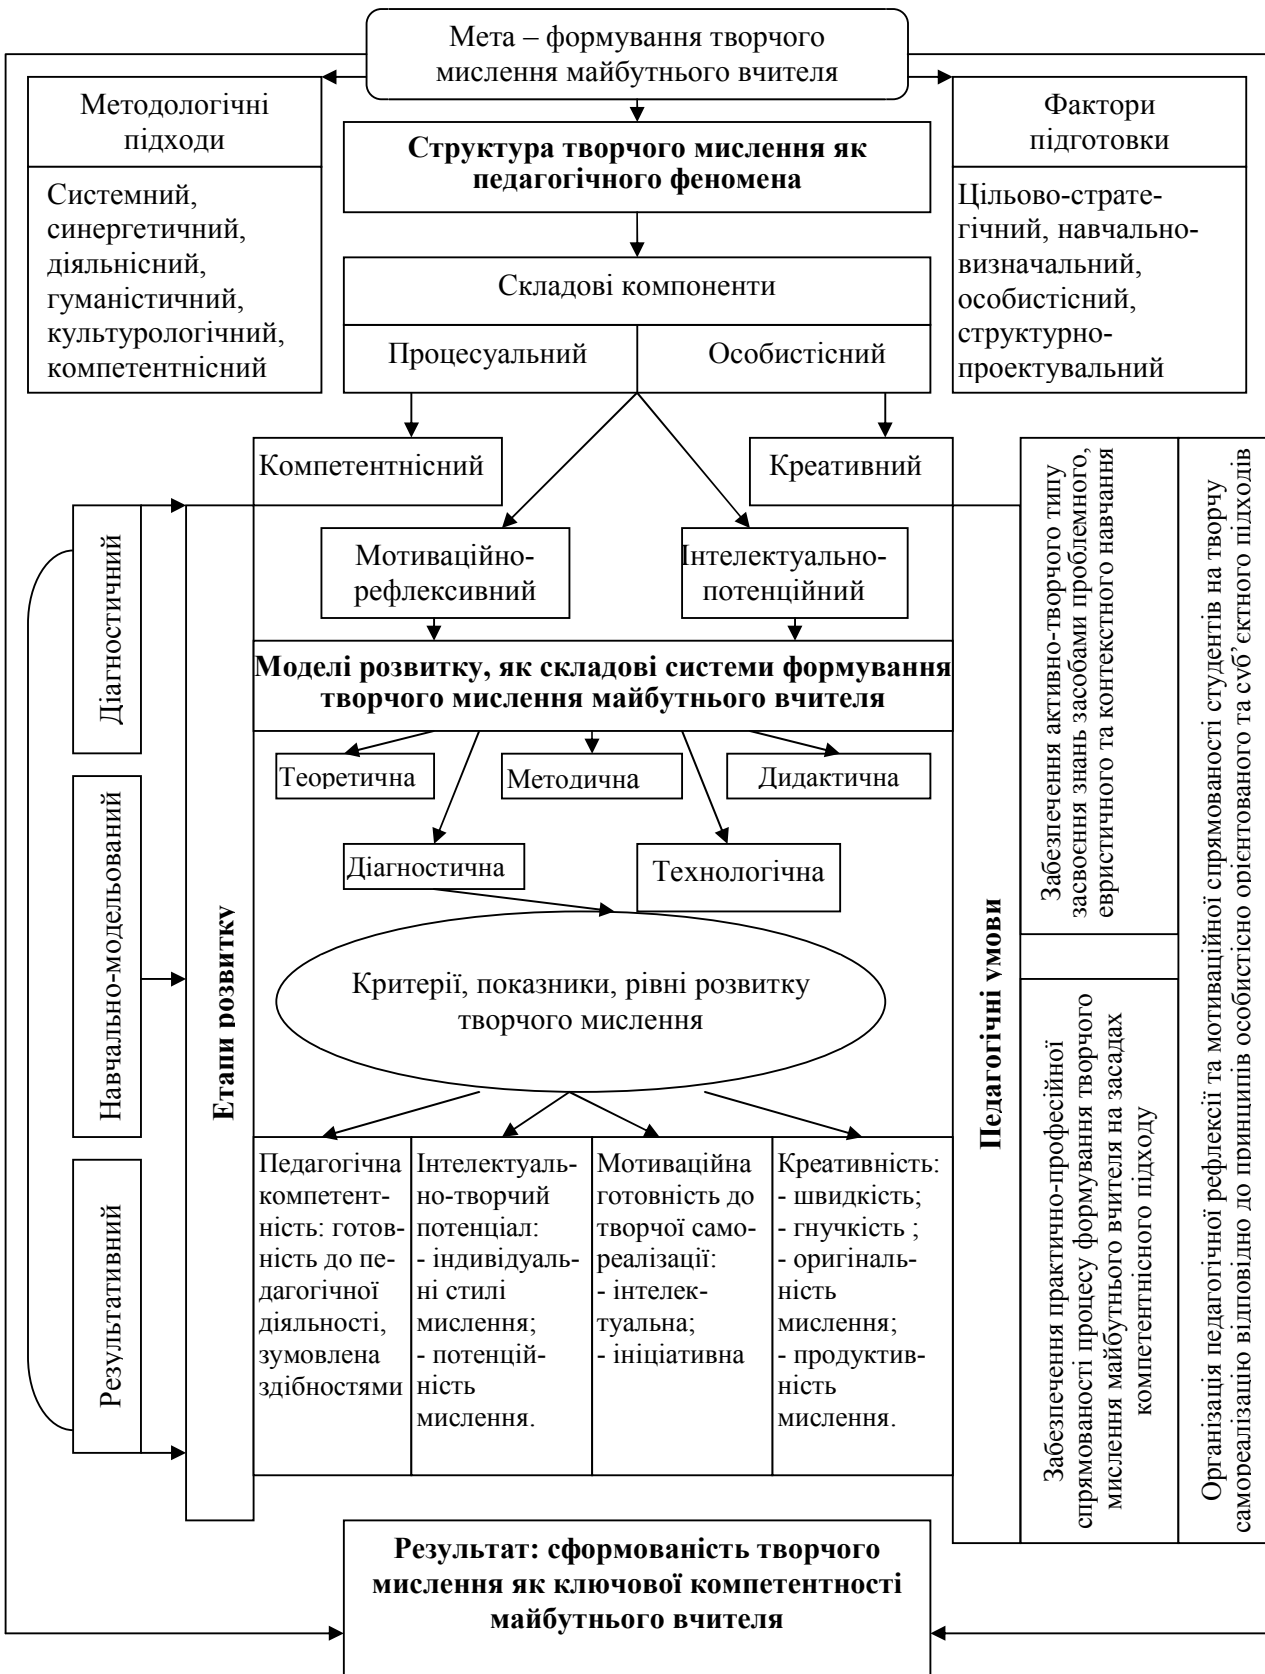 Мета – формування творчого
мислення майбутнього вчителя
Методологічні
підходи
Системний,
синергетичний,
діяльнісний,
гуманістичний,
культурологічний,
компетентнісний
Структура творчого мислення як
педагогічного феномена
Складові компоненти
Процесуальний
Особистісний
Фактори
підготовки
Цільово-страте-
гічний, навчально-
визначальний,
особистісний,
структурно-
проектувальний
Компетентнісний
Креативний
Мотиваційно-
рефлексивний
Інтелектуально-
потенційний
Моделі розвитку, як складові системи формування
творчого мислення майбутнього вчителя
Теоретична
Методична
Дидактична
Діагностична
Технологічна
Критерії, показники, рівні розвитку
творчого мислення
Педагогічна
компетент-
ність: готов-
ність до пе-
дагогічної
діяльності,
зумовлена
здібностями
Інтелектуаль-
но-творчий
потенціал:
- індивідуаль-
ні стилі
мислення;
- потенцій-
ність
мислення.
Мотиваційна
готовність до
творчої само-
реалізації:
- інтелек-
туальна;
- ініціативна
Креативність:
- швидкість;
- гнучкість ;
- оригіналь-
ність
мислення;
- продуктив-
ність
мислення.
Діагностичний
Навчально-модельований
Результативний
Етапи розвитку
Педагогічні умови
Забезпечення активно-творчого типу
засвоєння знань засобами проблемного,
евристичного та контекстного навчання
Забезпечення практично-професійної
спрямованості процесу формування творчого
мислення майбутнього вчителя на засадах
компетентнісного підходу
Організація педагогічної рефлексії та мотиваційної спрямованості студентів на творчу
самореалізацію відповідно до принципів особистісно орієнтованого та суб’єктного підходів
Результат: сформованість творчого
мислення як ключової компетентності
майбутнього вчителя